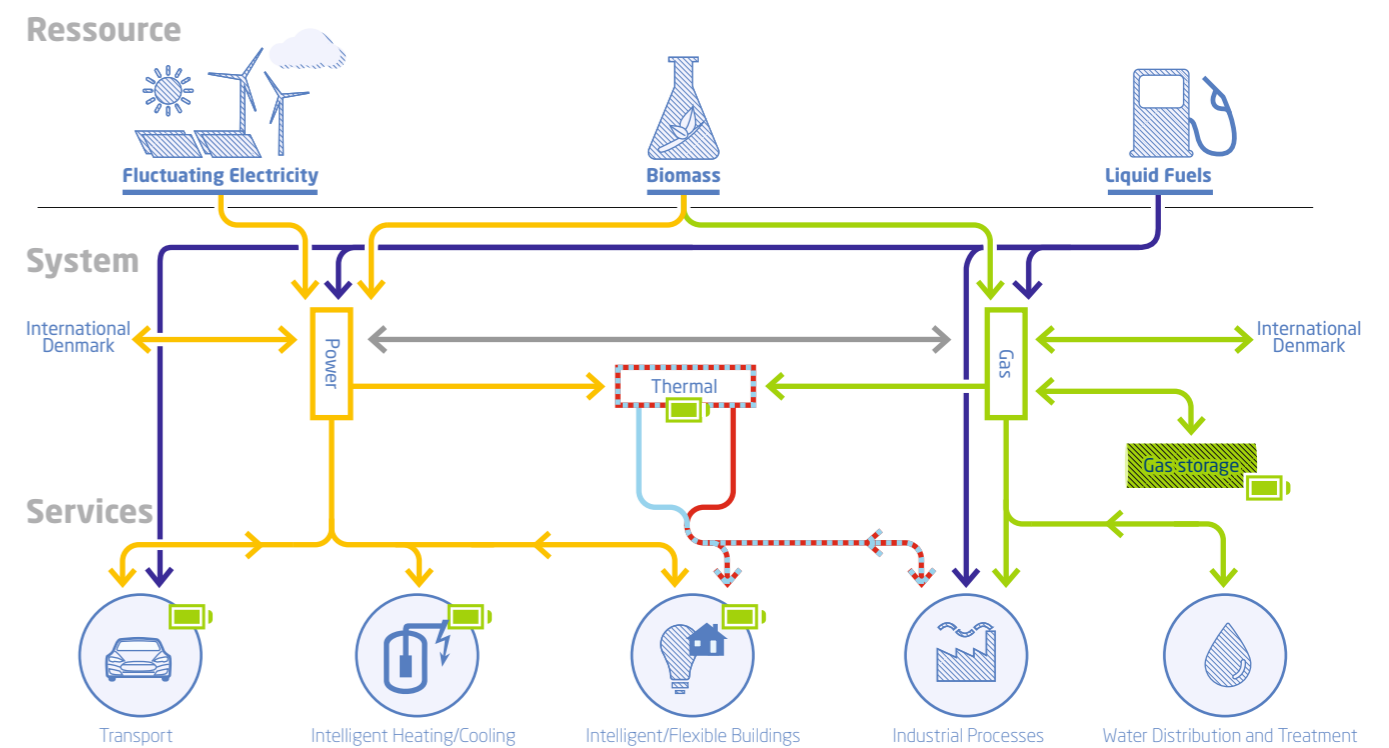 Ressource
Fluctuating Electricity
Biomass
Liquid Fuels
System
International
Denmark
Power
Thermal
Gas
International
Denmark
Gas storage
Services
Transport
Intelligent Heating/Cooling
Intelligent/Flexible Buildings
Industrial Processes
Water Distribution and Treatment